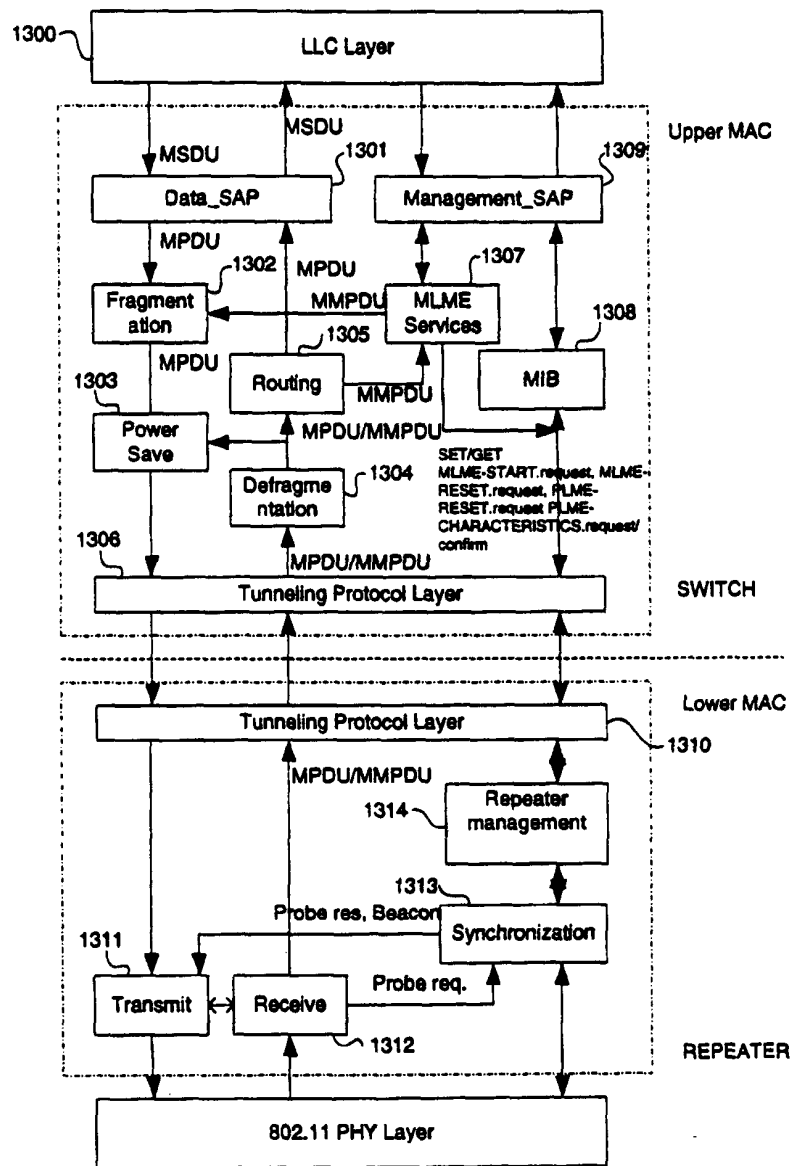 1300
LLC Layer
Upper MAC
MSDU
MSDU
1301
1309
Data_SAP
Management_SAP
MPDU
1302
MPDU
1307
Fragment
ation
MMPDU
MLME
Services
1308
1305
MPDU
1303
Routing
MMPDU
MIB
Power
Save
MPDU/MMPDU
SET/GET
MLME-START.request, MLME-
RESET.request, PLME-
RESET.request PLME-
CHARACTERISTICS.request/
confirm
Defragme
ntation
1304
1306
MPDU/MMPDU
Tunneling Protocol Layer
SWITCH
Lower MAC
Tunneling Protocol Layer
1310
MPDU/MMPDU
Repeater
management
1314
1313
Probe res, Beacon
Synchronization
1311
Transmit
Receive
Probe req.
1312
REPEATER
802.11 PHY Layer